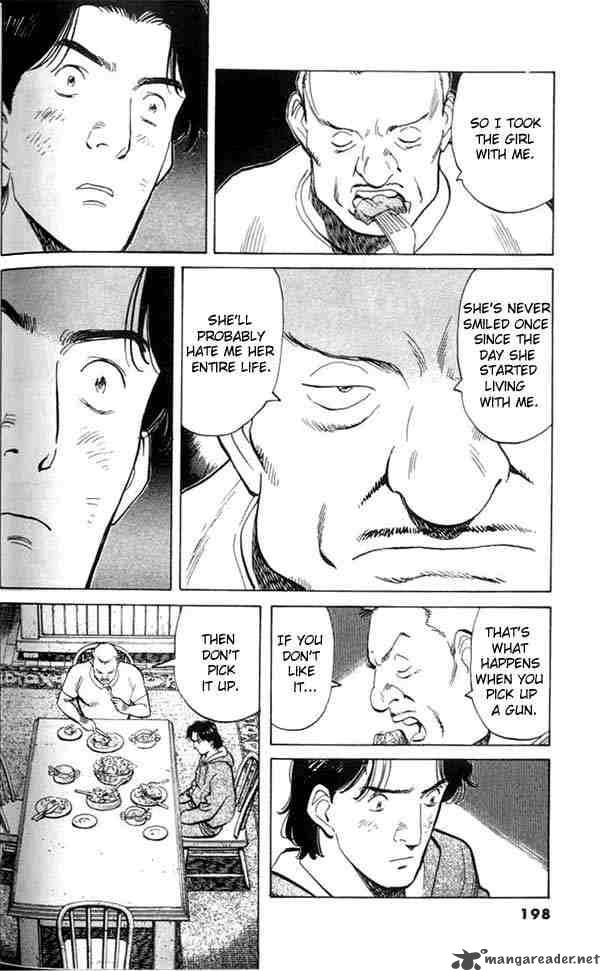 SO I TOOK
THE GIRL
WITH ME.
SHE'S NEVER
SMILED ONCE
SINCE THE
DAY SHE
STARTED
LIVING
WITH ME.
SHE'LL
PROBABLY
HATE ME HER
ENTIRE LIFE.
THAT'S
WHAT
HAPPENS
WHEN YOU
PICK UP
A GUN.
IF YOU
DON'T
LIKE
IT...
THEN
DON'T
PICK
IT UP.
198
mangareader.net